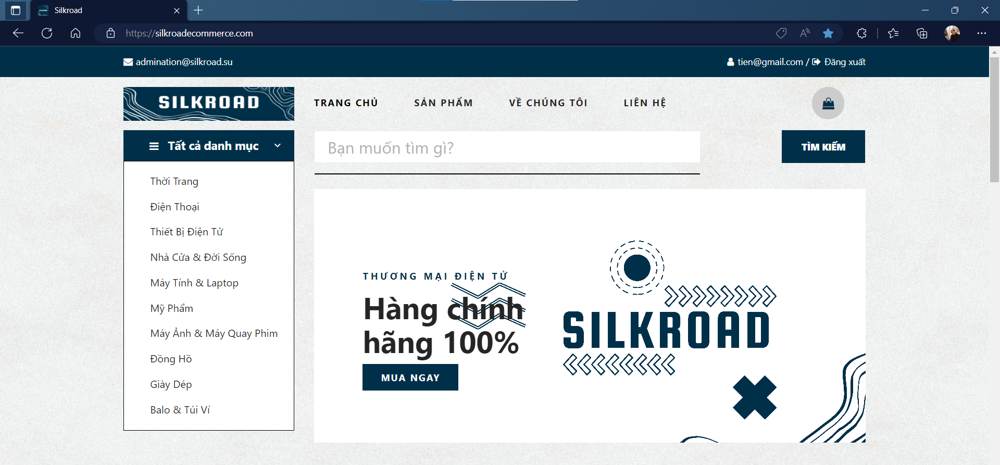 Silkroad
https://silkroadecommerce.com
admination@silkroad.su
tien@gmail.com / Đăng xuất
SILKROAD
TRANG CHỦ
SẢN PHẨM
VỀ CHÚNG TÔI
LIÊN HỆ
Tất cả danh mục
Bạn muốn tìm gì?
TÌM KIẾM
Thời Trang
Điện Thoại
Thiết Bị Điện Tử
Nhà Cửa & Đời Sống
Máy Tính & Laptop
Mỹ Phẩm
Máy Ảnh & Máy Quay Phim
Đồng Hồ
Giày Dép
Balo & Túi Ví
THƯƠNG MẠI ĐIỆN TỬ
Hàng chính
hãng 100%
MUA NGAY
SILKROAD